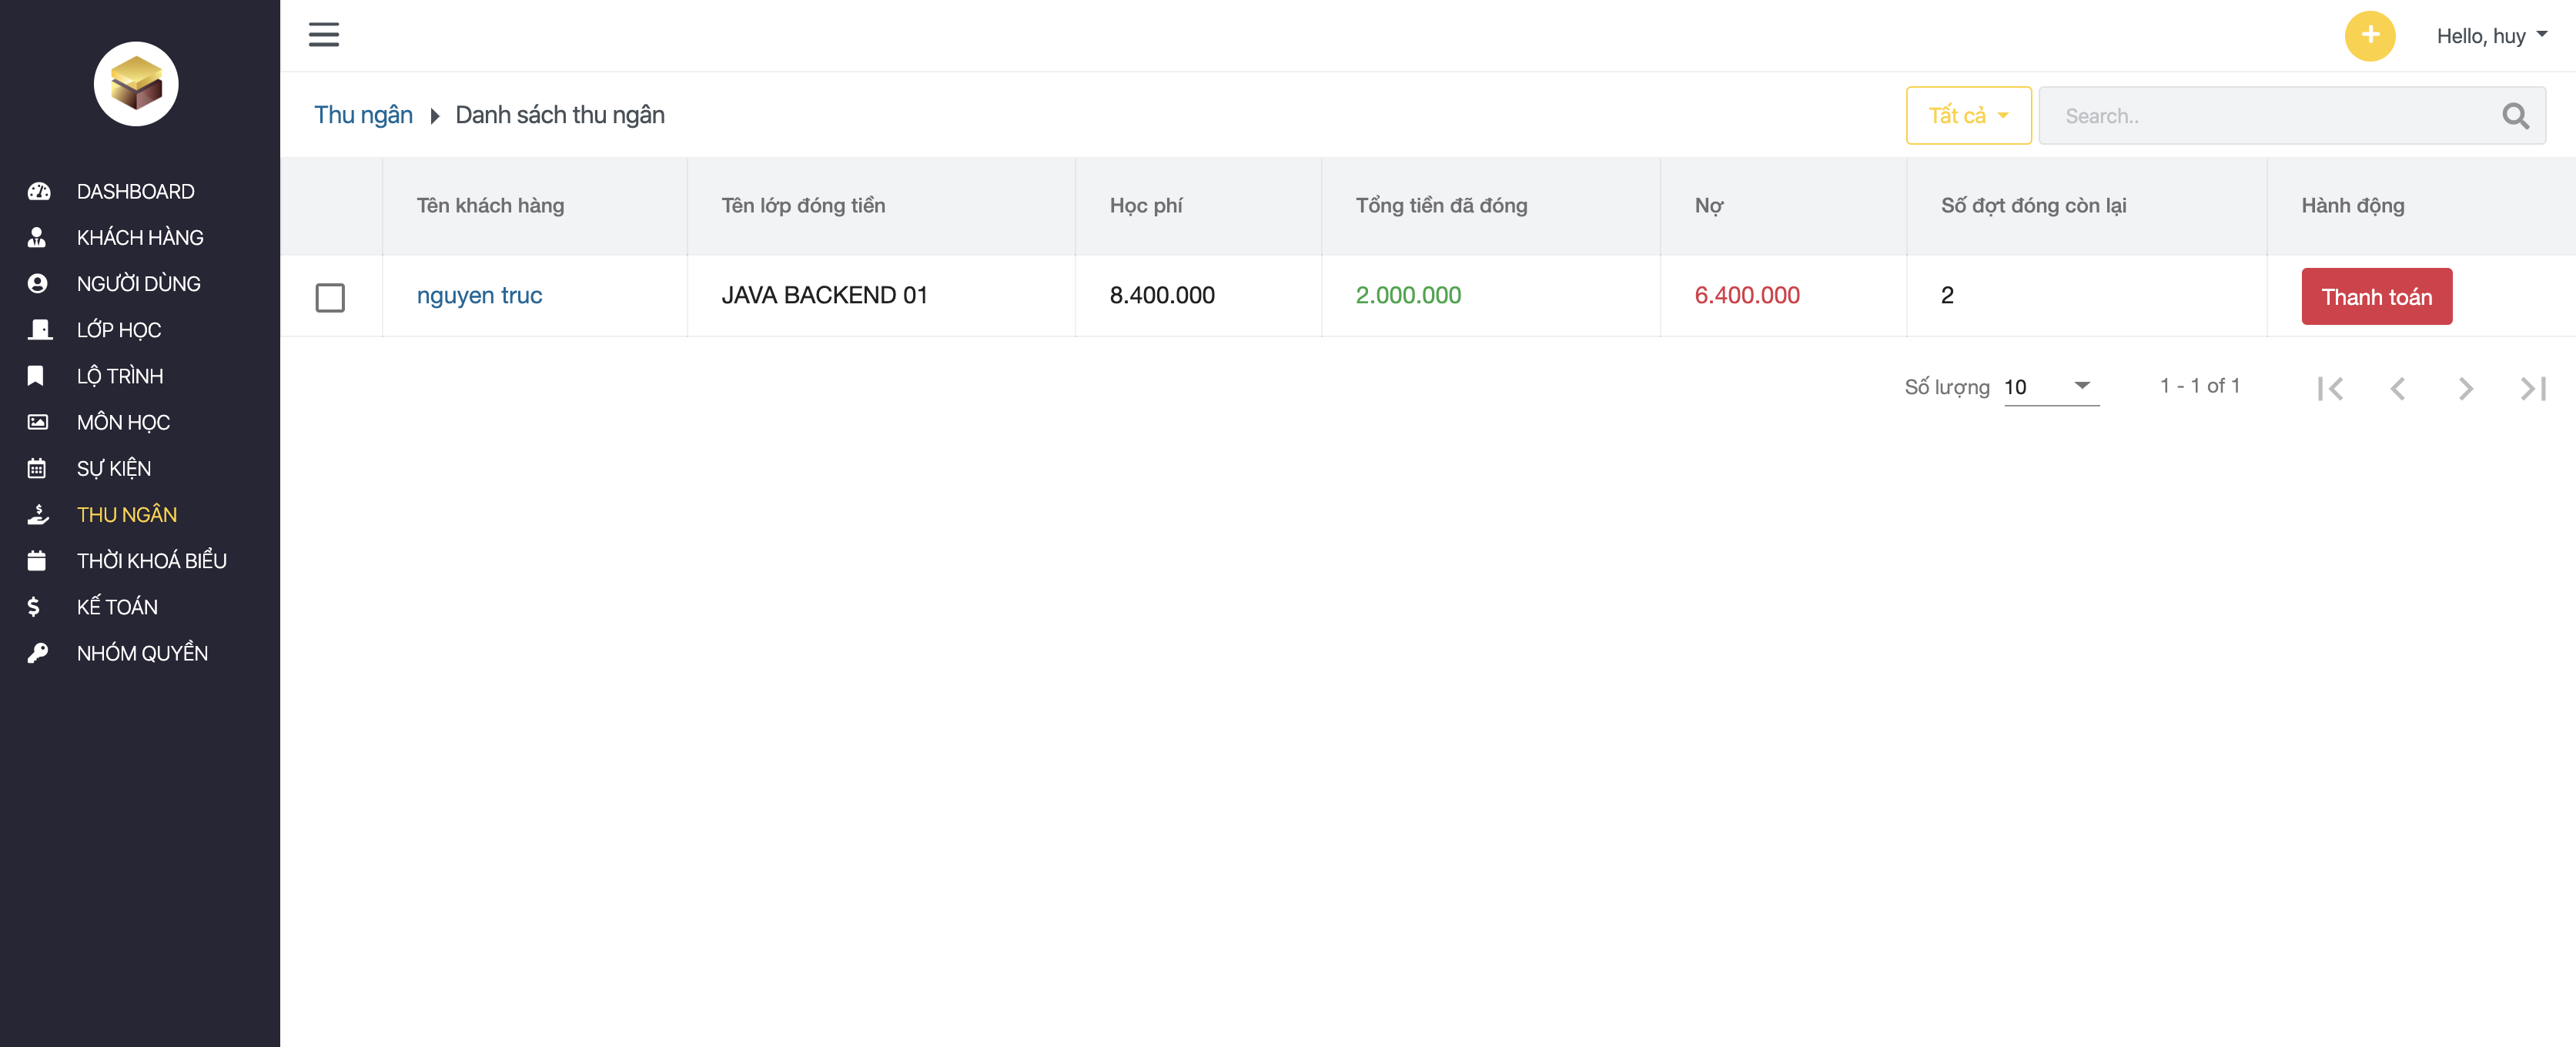 Hello, huy
Thu ngân Danh sách thu ngân
Tất cả
Search..
DASHBOARD
KHÁCH HÀNG
NGƯỜI DÙNG
LỚP HỌC
LỘ TRÌNH
MÔN HỌC
SỰ KIỆN
THU NGÂN
THỜI KHOÁ BIỂU
KẾ TOÁN
NHÓM QUYỀN
Tên khách hàng Tên lớp đóng tiền Học phí Tổng tiền đã đóng Nợ Số đợt đóng còn lại Hành động
nguyen truc JAVA BACKEND 01 8.400.000 2.000.000 6.400.000 2 Thanh toán
Số lượng 10 1 - 1 of 1